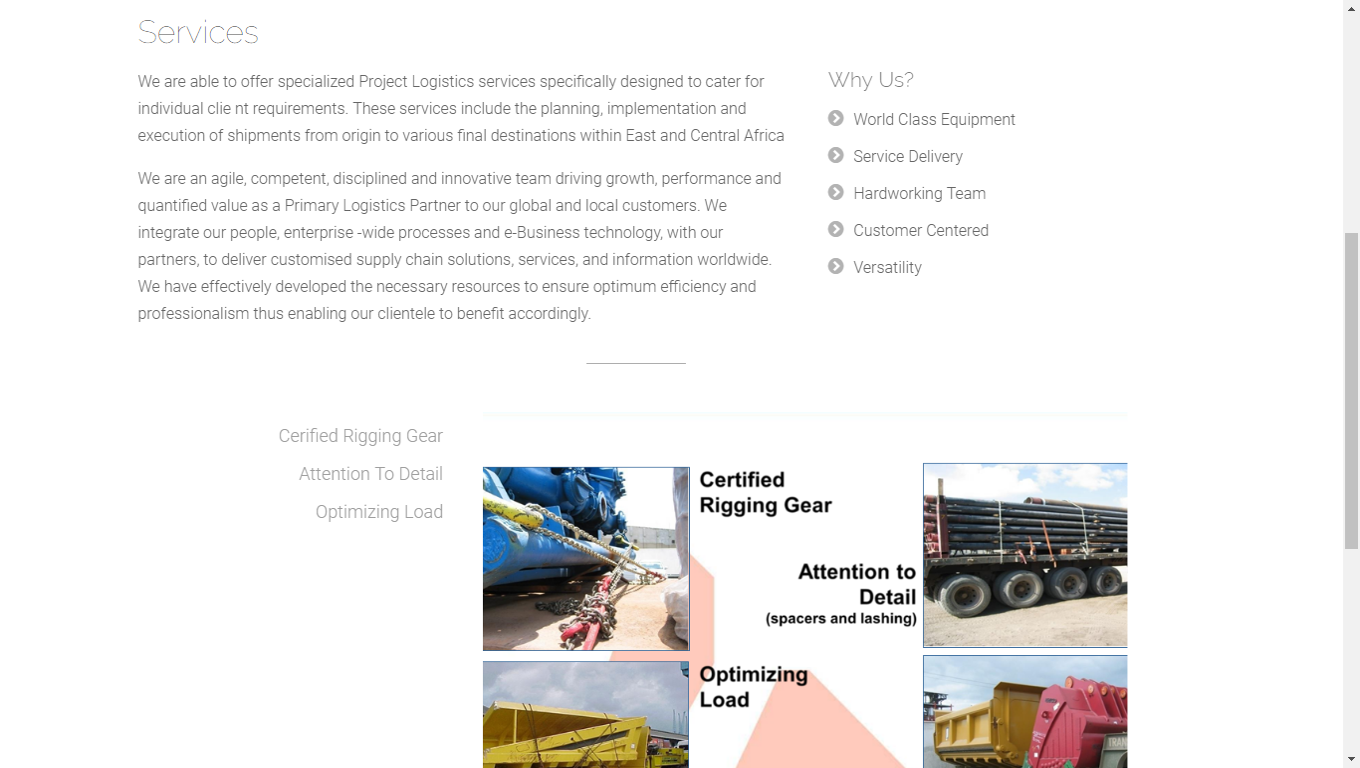 Services
We are able to offer specialized Project Logistics services specifically designed to cater for
individual clie nt requirements. These services include the planning, implementation and
execution of shipments from origin to various final destinations within East and Central Africa
We are an agile, competent, disciplined and innovative team driving growth, performance and
quantified value as a Primary Logistics Partner to our global and local customers. We
integrate our people, enterprise -wide processes and e-Business technology, with our
partners, to deliver customised supply chain solutions, services, and information worldwide.
We have effectively developed the necessary resources to ensure optimum efficiency and
professionalism thus enabling our clientele to benefit accordingly.
Why Us?
World Class Equipment
Service Delivery
Hardworking Team
Customer Centered
Versatility
Cerified Rigging Gear
Attention To Detail
Optimizing Load
Certified
Rigging Gear
Attention to
Detail
(spacers and lashing)
Optimizing
Load
TRAN